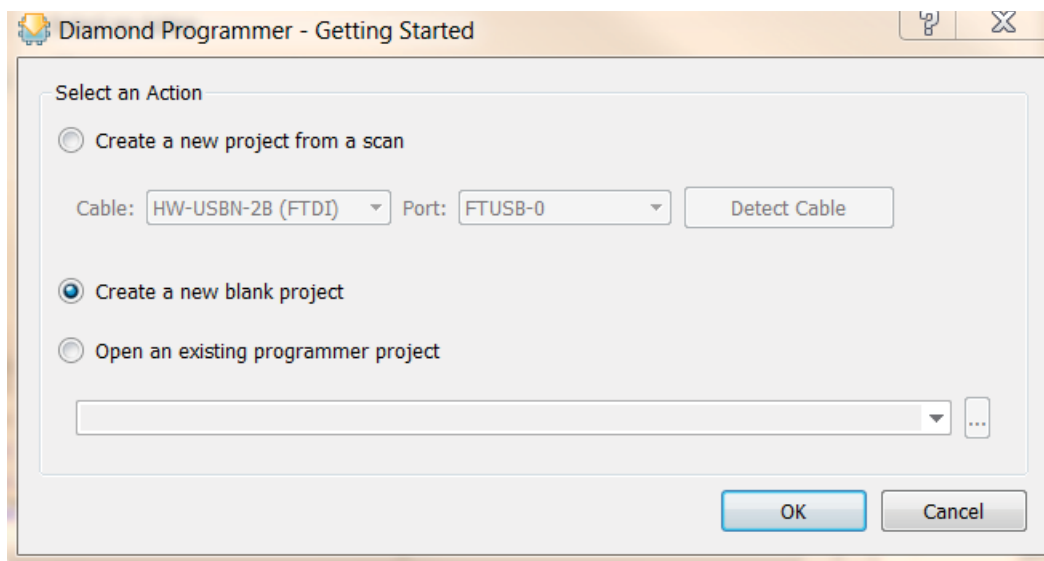 Diamond Programmer - Getting Started
Select an Action
Create a new project from a scan
Cable: HW-USBN-2B (FTDI) Port: FTUSB-0 Detect Cable
Create a new blank project
Open an existing programmer project
...
OK Cancel